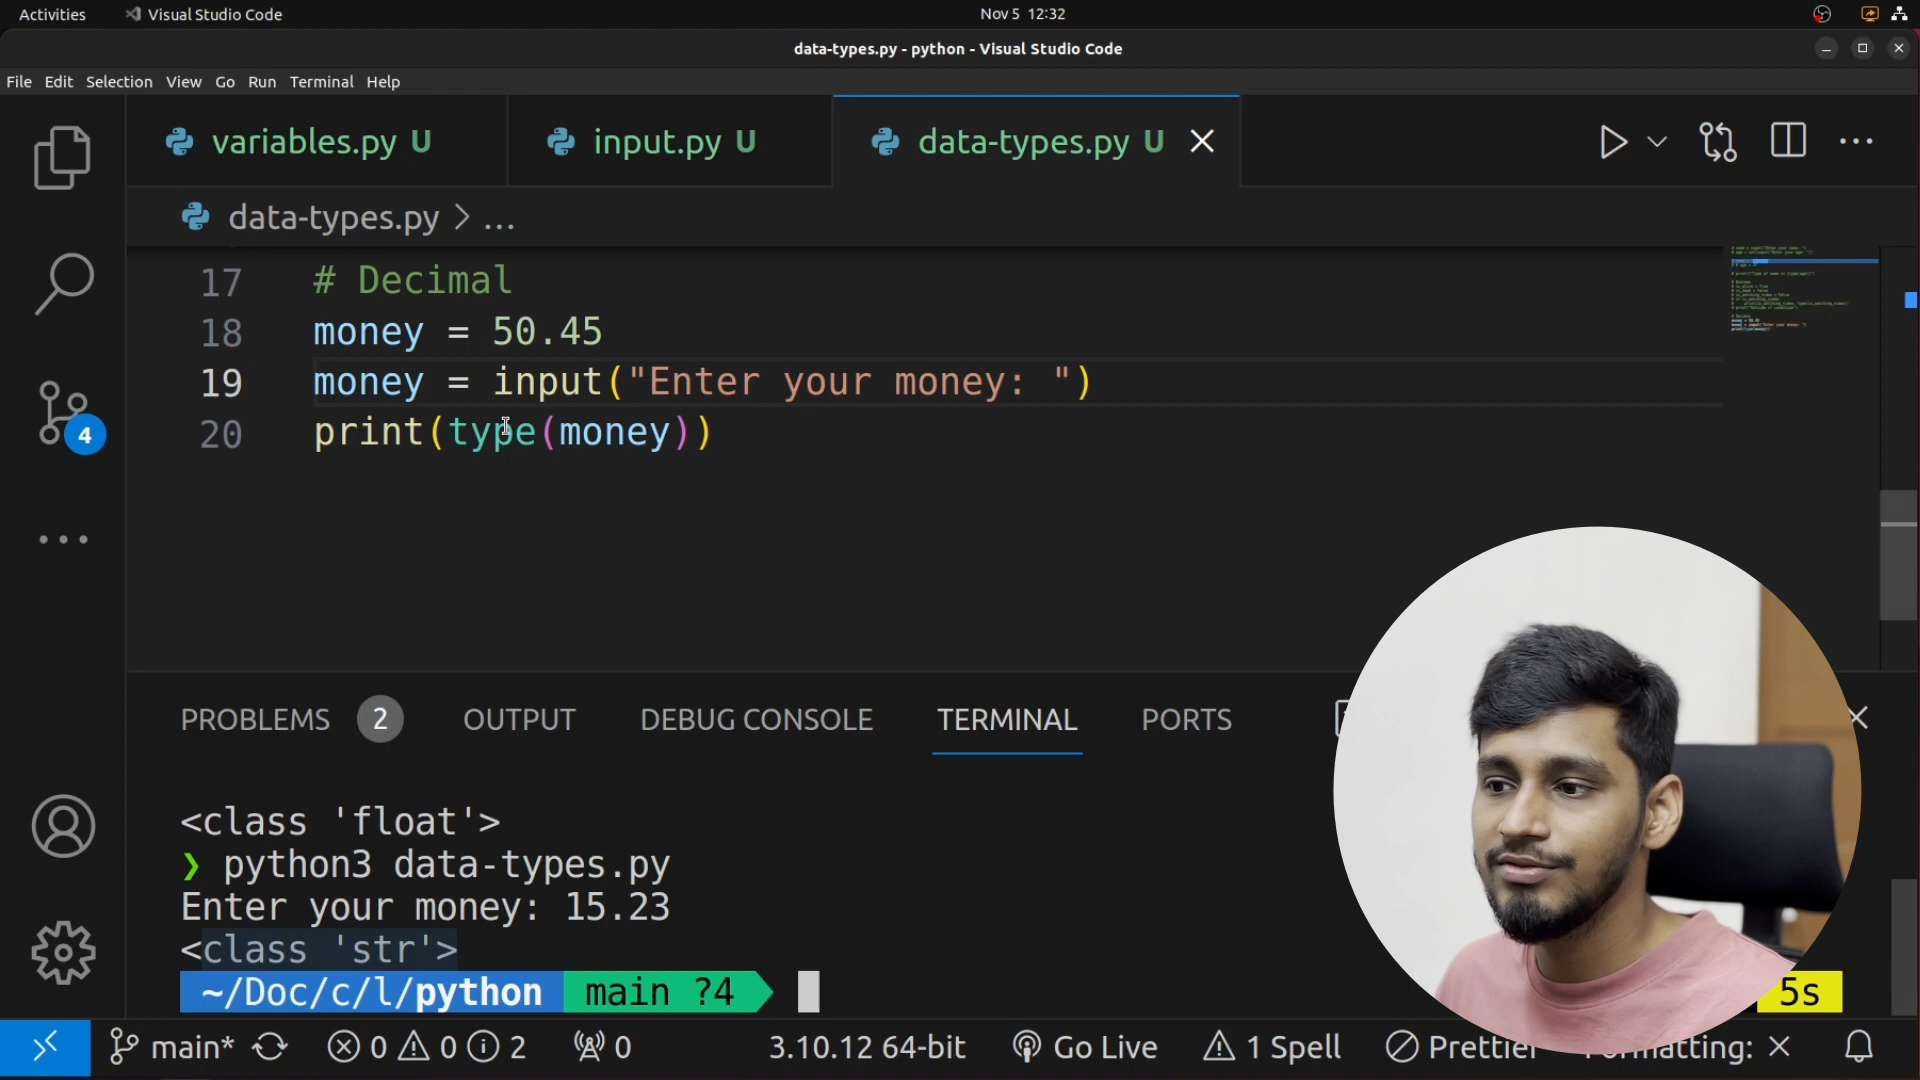 Activities Visual Studio Code Nov 5 12:32
data-types.py - python - Visual Studio Code
File Edit Selection View Go Run Terminal Help
variables.py U input.py U data-types.py U
data-types.py > ...
17 # Decimal
18 money = 50.45
19 money = input("Enter your money: ")
20 print(type(money))
4
PROBLEMS 2 OUTPUT DEBUG CONSOLE TERMINAL PORTS
<class 'float'>
❯ python3 data-types.py
Enter your money: 15.23
<class 'str'>
~/Doc/c/l/python main ?4 5s
main* 0 0 2 0 3.10.12 64-bit Go Live 1 Spell Prettier Formatting: